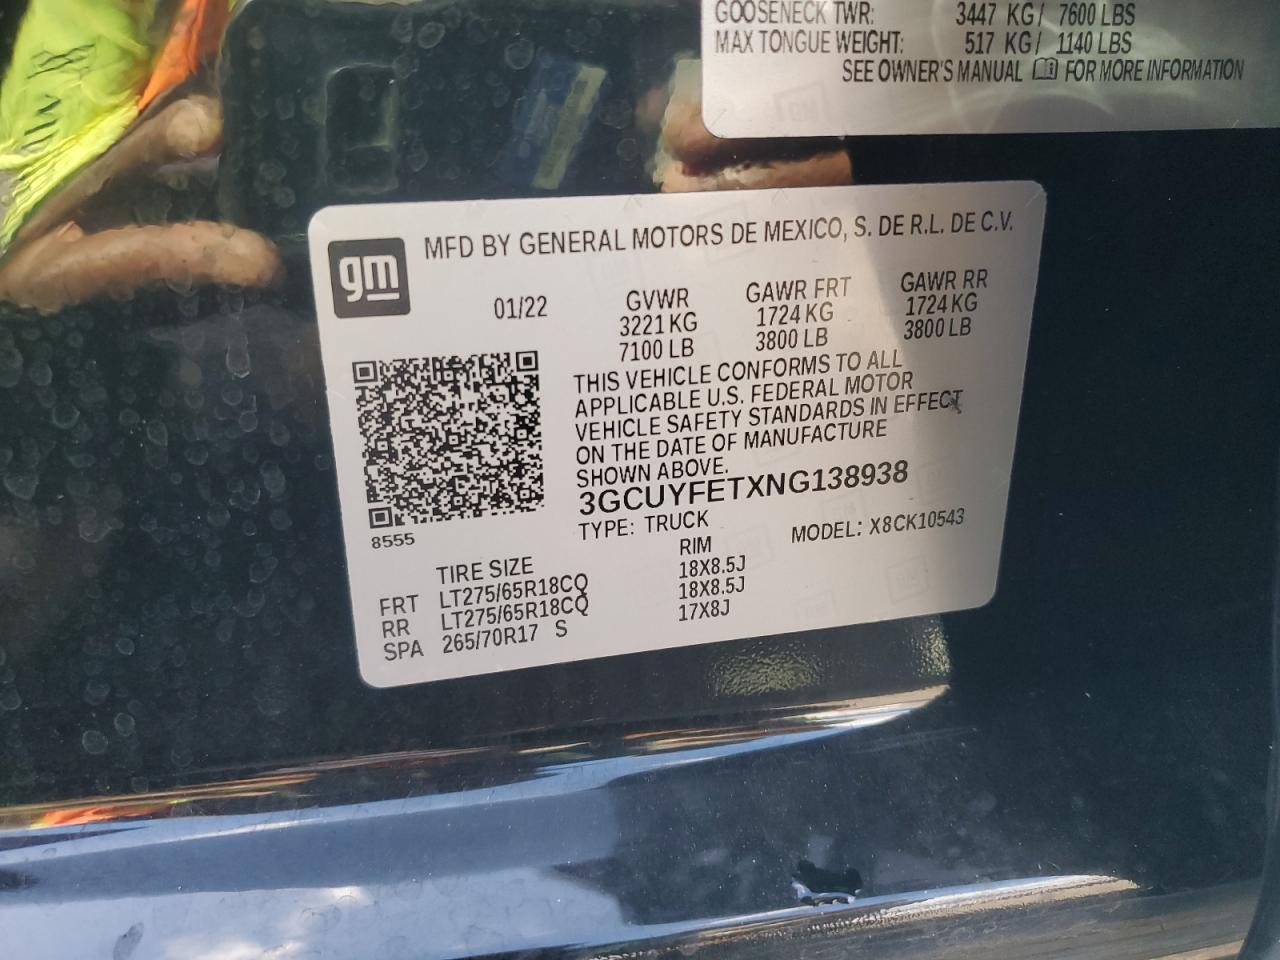 GOOSENECK TWR: 3447 KG/ 7600 LBS
MAX TONGUE WEIGHT: 517 KG/ 1140 LBS
SEE OWNER'S MANUAL FOR MORE INFORMATION
gm
MFD BY GENERAL MOTORS DE MEXICO, S. DE R.L. DE C.V.
01/22 GVWR GAWR FRT GAWR RR
3221 KG 1724 KG 1724 KG
7100 LB 3800 LB 3800 LB
THIS VEHICLE CONFORMS TO ALL
APPLICABLE U.S. FEDERAL MOTOR
VEHICLE SAFETY STANDARDS IN EFFECT
ON THE DATE OF MANUFACTURE
SHOWN ABOVE.
3GCUYFETXNG138938
TYPE: TRUCK MODEL: X8CK10543
8555
TIRE SIZE RIM
FRT LT275/65R18CQ 18X8.5J
RR LT275/65R18CQ 18X8.5J
SPA 265/70R17 S 17X8J